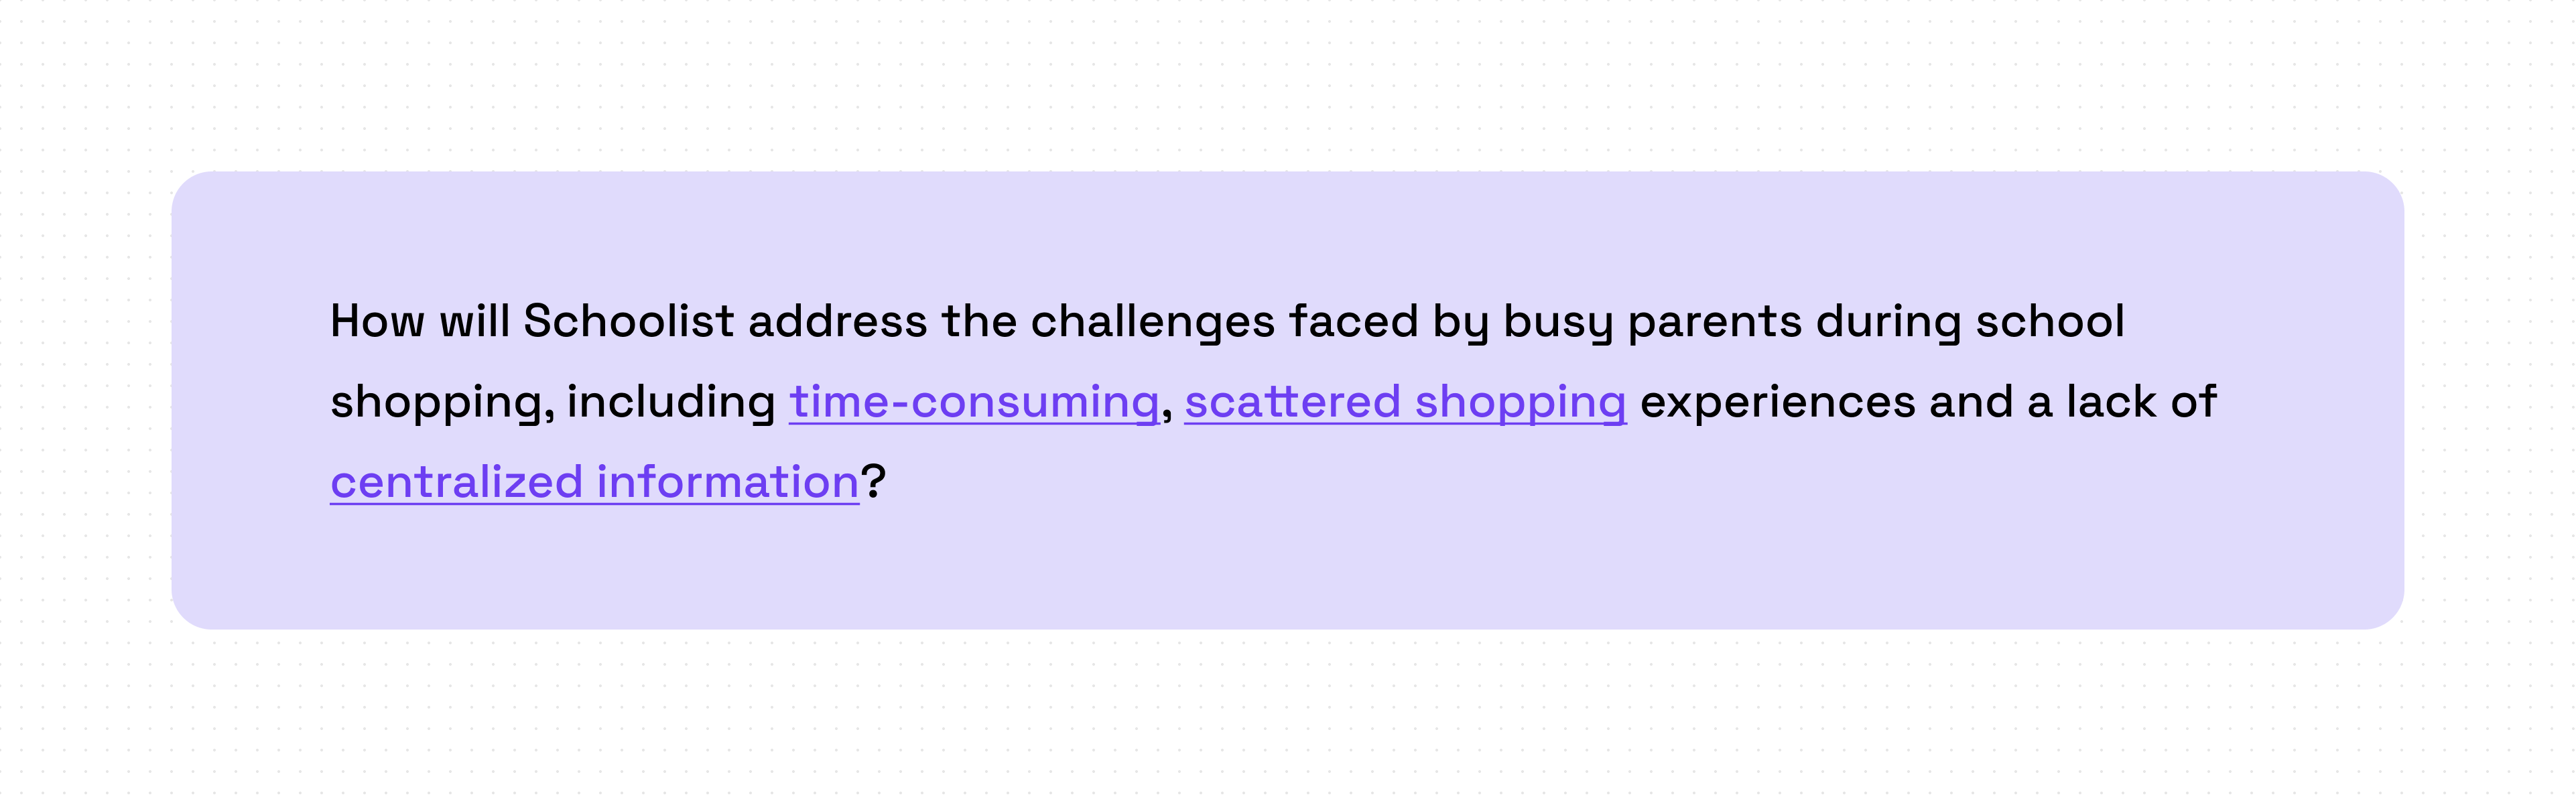 How will Schoolist address the challenges faced by busy parents during school
shopping, including time-consuming, scattered shopping experiences and a lack of
centralized information?